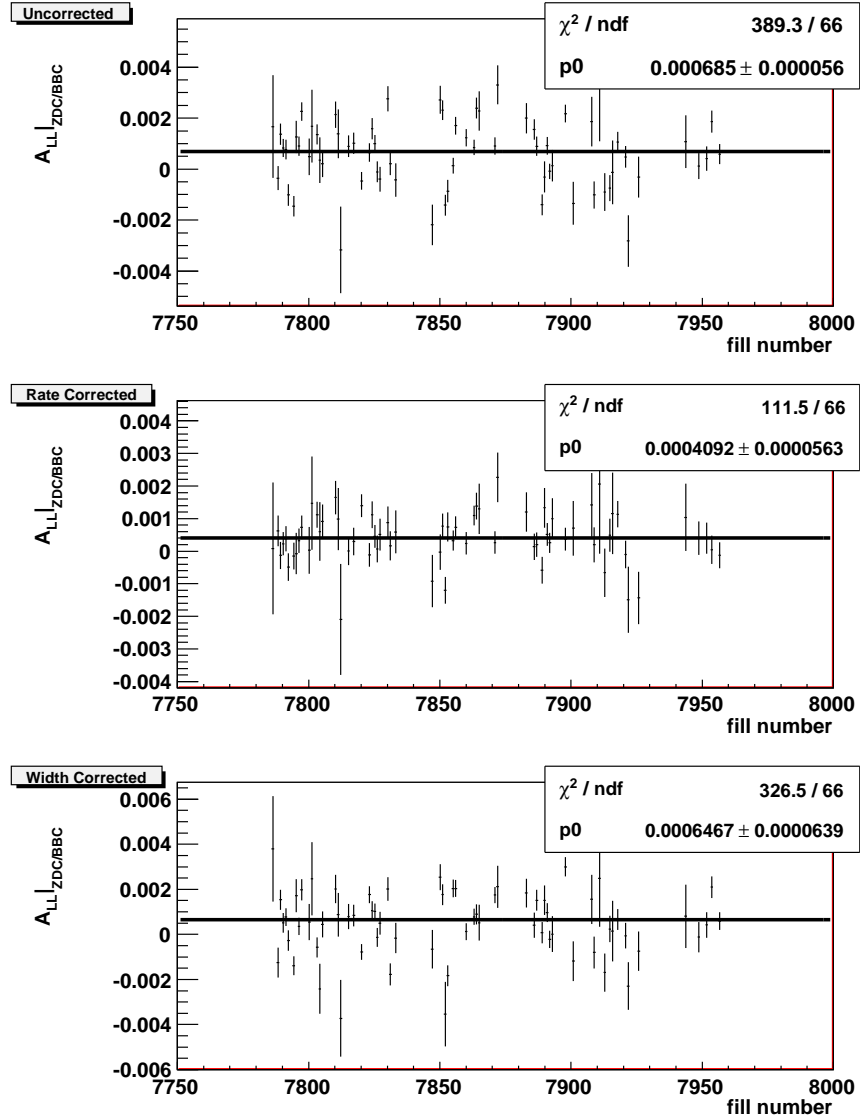 Uncorrected
χ² / ndf 389.3 / 66
p0 0.000685 ± 0.000056
A_LL|_ZDC/BBC
0.004
0.002
0
-0.002
-0.004
7750 7800 7850 7900 7950 8000
fill number
Rate Corrected
χ² / ndf 111.5 / 66
p0 0.0004092 ± 0.0000563
A_LL|_ZDC/BBC
0.004
0.003
0.002
0.001
0
-0.001
-0.002
-0.003
-0.004
7750 7800 7850 7900 7950 8000
fill number
Width Corrected
χ² / ndf 326.5 / 66
p0 0.0006467 ± 0.0000639
A_LL|_ZDC/BBC
0.006
0.004
0.002
0
-0.002
-0.004
-0.006
7750 7800 7850 7900 7950 8000
fill number